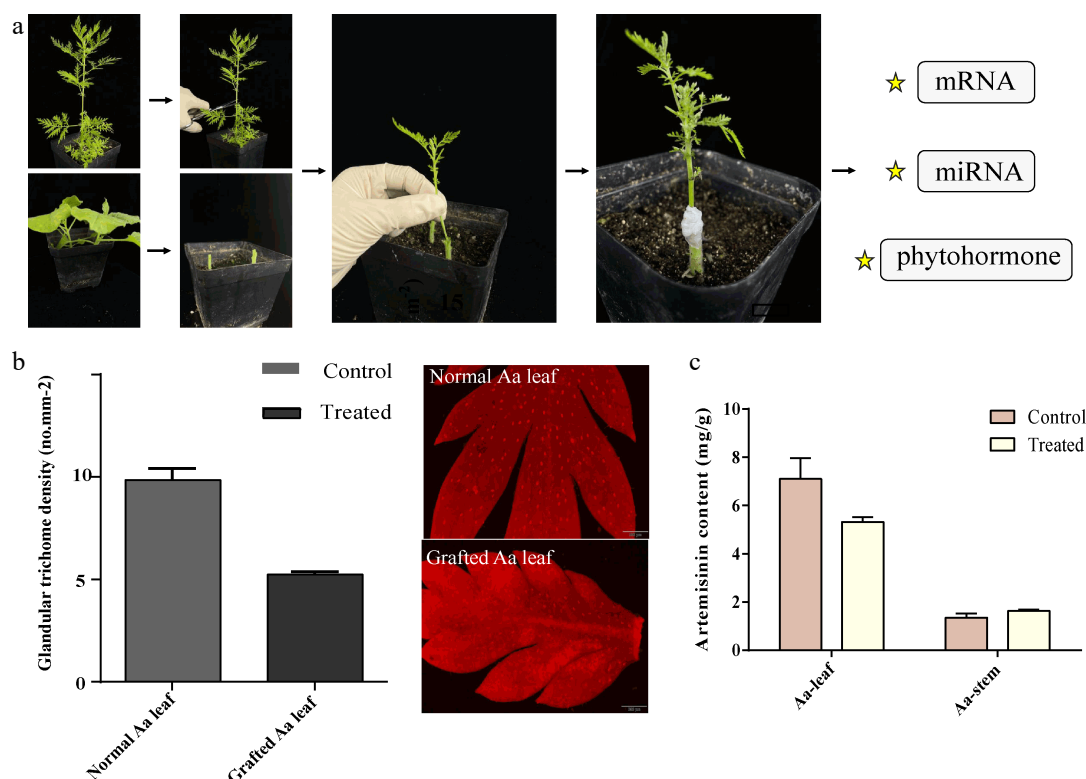 a
mRNA
miRNA
phytohormone
m⁻²) 15
b
Control
Treated
Glandular trichome density (no.mm-2)
10
5
0
Normal Aa leaf
Grafted Aa leaf
Normal Aa leaf
Grafted Aa leaf
c
Control
Treated
Artemisinin content (mg/g)
10
8
6
4
2
0
Aa-leaf
Aa-stem